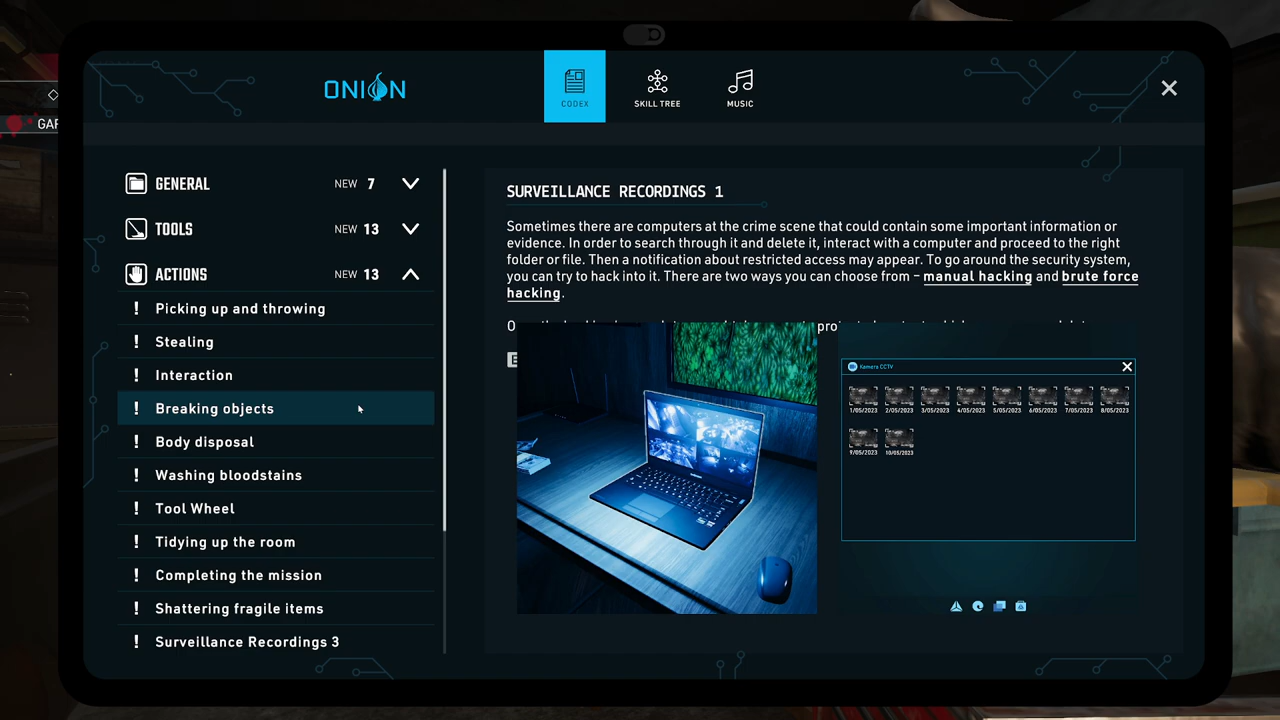 ONION
CODEX
SKILL TREE
MUSIC
GAR
GENERAL NEW 7
TOOLS NEW 13
ACTIONS NEW 13
! Picking up and throwing
! Stealing
! Interaction
! Breaking objects
! Body disposal
! Washing bloodstains
! Tool Wheel
! Tidying up the room
! Completing the mission
! Shattering fragile items
! Surveillance Recordings 3
SURVEILLANCE RECORDINGS 1
Sometimes there are computers at the crime scene that could contain some important information or
evidence. In order to search through it and delete it, interact with a computer and proceed to the right
folder or file. Then a notification about restricted access may appear. To go around the security system,
you can try to hack into it. There are two ways you can choose from – manual hacking and brute force
hacking.
Kamera CCTV
1/05/2023 2/05/2023 3/05/2023 4/05/2023 5/05/2023 6/05/2023 7/05/2023 8/05/2023
9/05/2023 10/05/2023